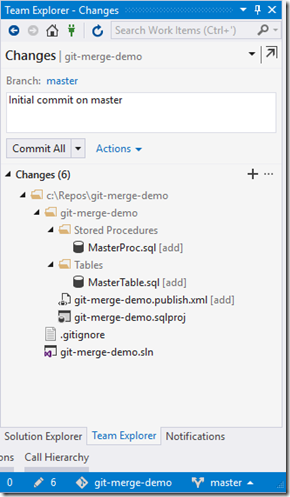 Team Explorer - Changes
Search Work Items (Ctrl+')
Changes | git-merge-demo
Branch: master
Initial commit on master
Commit All Actions
Changes (6)
c:\Repos\git-merge-demo
git-merge-demo
Stored Procedures
MasterProc.sql [add]
Tables
MasterTable.sql [add]
git-merge-demo.publish.xml [add]
git-merge-demo.sqlproj
.gitignore
git-merge-demo.sln
Solution Explorer Team Explorer Notifications
ons Call Hierarchy
0 6 git-merge-demo master